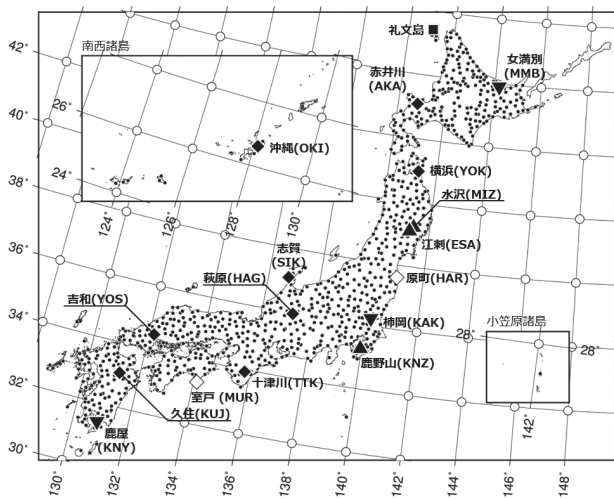 42°
南西諸島
礼文島
女満別
(MMB)
赤井川
(AKA)
26°
40°
沖縄(OKI)
24°
38°
横浜(YOK)
水沢(MIZ)
124°
126°
128°
130°
江刺(ESA)
36°
志賀
(SIK)
萩原(HAG)
原町(HAR)
吉和(YOS)
小笠原諸島
34°
柿岡(KAK)
28°
28°
鹿野山(KNZ)
32°
十津川(TTK)
室戸 (MUR)
久住(KUJ)
142°
鹿屋
(KNY)
30°
130°
132°
134°
136°
138°
140°
142°
144°
146°
148°